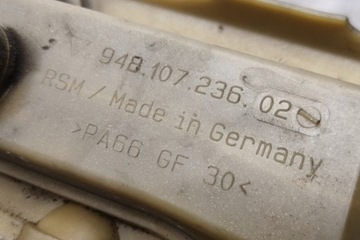 948.107.236.02
RSM / Made in Germany
>PA66 GF 30<